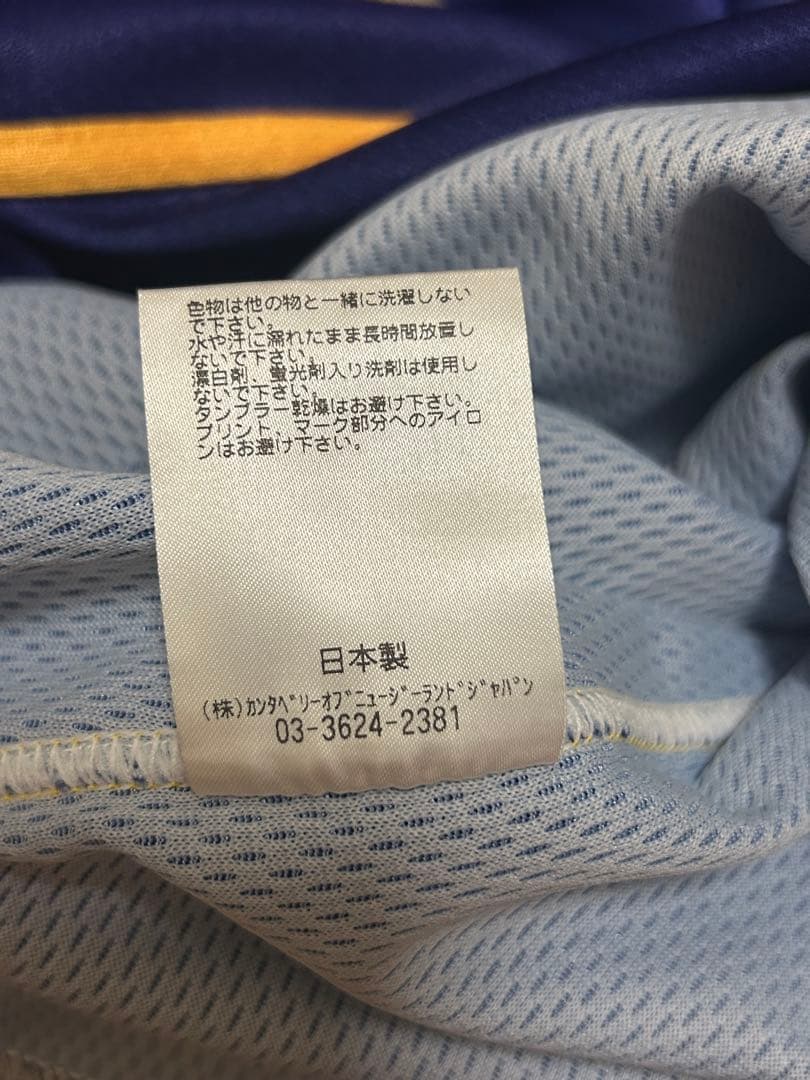 色物は他の物と一緒に洗濯しない
で下さい。
水や汗に濡れたまま長時間放置し
ないで下さい。
漂白剤、蛍光剤入り洗剤は使用し
ないで下さい。
タンブラー乾燥はお避け下さい。
プリント、マーク部分へのアイロ
ンはお避け下さい。
日本製
(株)ｶﾝﾀﾍﾞﾘｰｵﾌﾞﾆｭｰｼﾞｰﾗﾝﾄﾞｼﾞｬﾊﾟﾝ
03-3624-2381